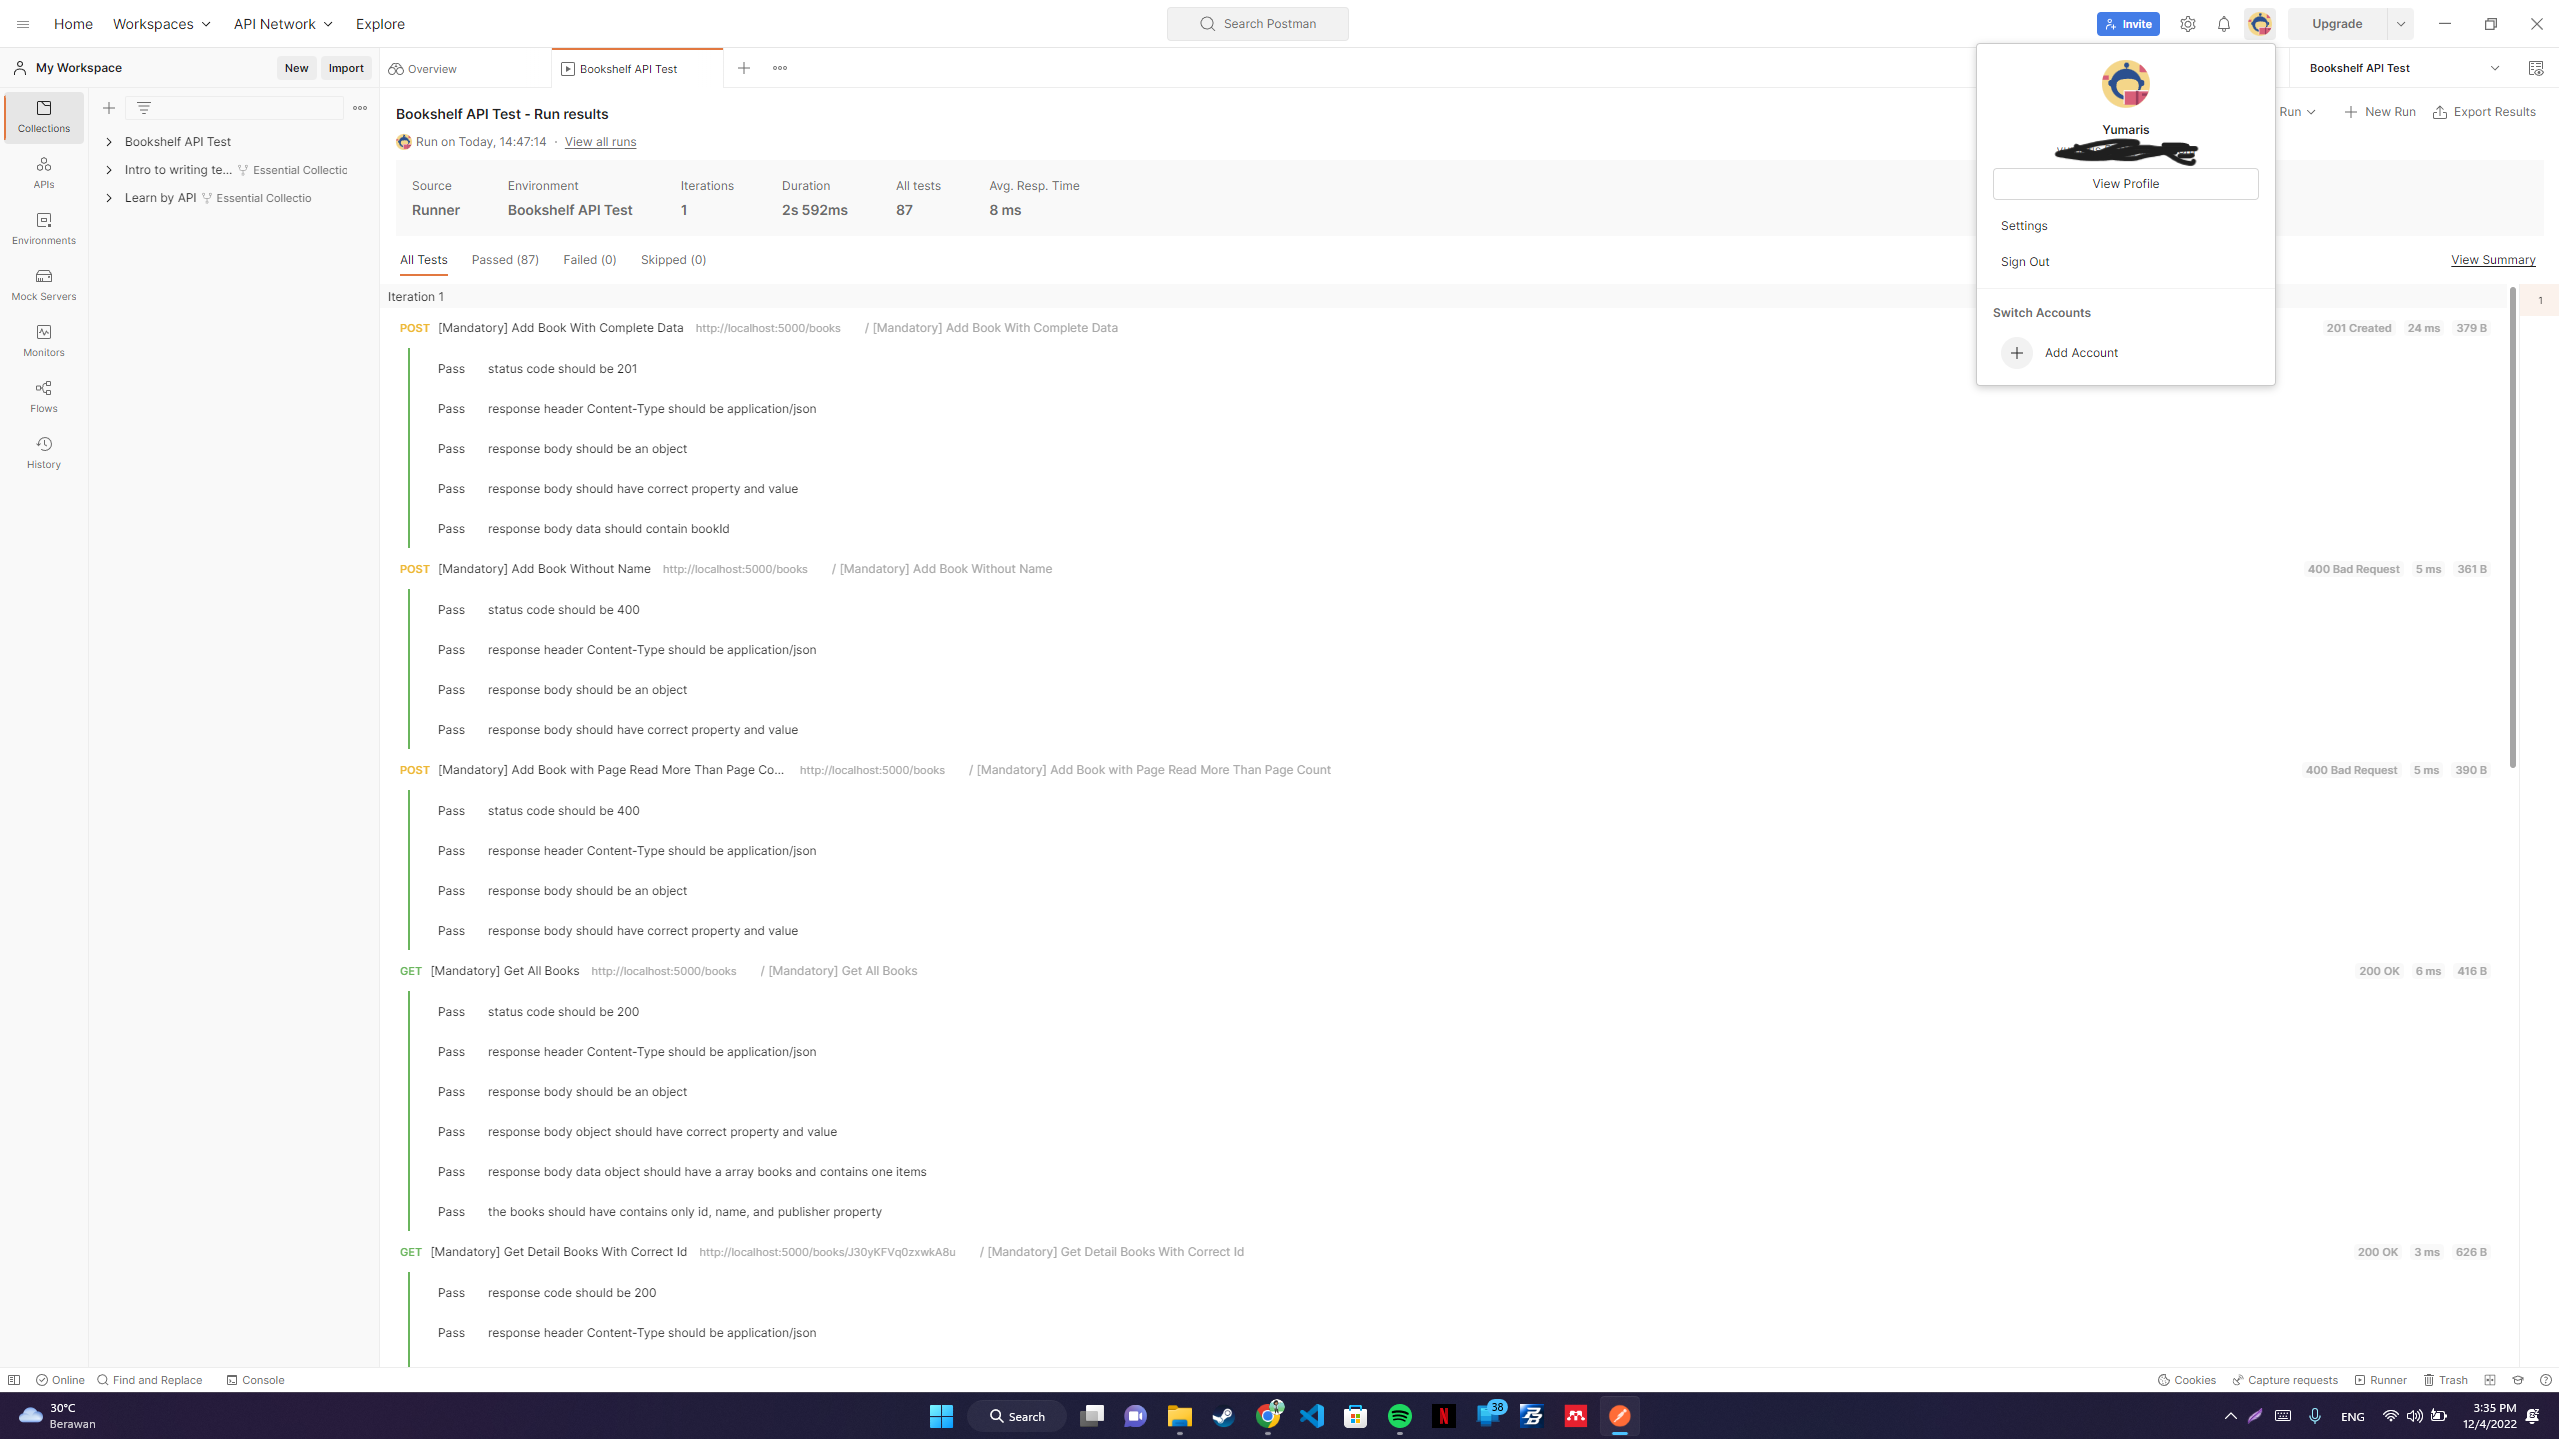 Home Workspaces API Network Explore
Search Postman
Invite
Upgrade
My Workspace New Import
Overview
Bookshelf API Test
Bookshelf API Test
Collections
APIs
Environments
Mock Servers
Monitors
Flows
History
Bookshelf API Test
Intro to writing te... Essential Collectio
Learn by API Essential Collectio
Bookshelf API Test - Run results
Run on Today, 14:47:14 · View all runs
Run New Run Export Results
Source Environment Iterations Duration All tests Avg. Resp. Time
Runner Bookshelf API Test 1 2s 592ms 87 8 ms
All Tests Passed (87) Failed (0) Skipped (0) View Summary
Yumaris
View Profile
Settings
Sign Out
Switch Accounts
Add Account
Iteration 1
1
POST [Mandatory] Add Book With Complete Data http://localhost:5000/books / [Mandatory] Add Book With Complete Data 201 Created 24 ms 379 B
Pass status code should be 201
Pass response header Content-Type should be application/json
Pass response body should be an object
Pass response body should have correct property and value
Pass response body data should contain bookId
POST [Mandatory] Add Book Without Name http://localhost:5000/books / [Mandatory] Add Book Without Name 400 Bad Request 5 ms 361 B
Pass status code should be 400
Pass response header Content-Type should be application/json
Pass response body should be an object
Pass response body should have correct property and value
POST [Mandatory] Add Book with Page Read More Than Page Co... http://localhost:5000/books / [Mandatory] Add Book with Page Read More Than Page Count 400 Bad Request 5 ms 390 B
Pass status code should be 400
Pass response header Content-Type should be application/json
Pass response body should be an object
Pass response body should have correct property and value
GET [Mandatory] Get All Books http://localhost:5000/books / [Mandatory] Get All Books 200 OK 6 ms 416 B
Pass status code should be 200
Pass response header Content-Type should be application/json
Pass response body should be an object
Pass response body object should have correct property and value
Pass response body data object should have a array books and contains one items
Pass the books should have contains only id, name, and publisher property
GET [Mandatory] Get Detail Books With Correct Id http://localhost:5000/books/J30yKFVq0zxwkA8u / [Mandatory] Get Detail Books With Correct Id 200 OK 3 ms 626 B
Pass response code should be 200
Pass response header Content-Type should be application/json
Online Find and Replace Console
Cookies Capture requests Runner Trash
30°C
Berawan
Search
38
ENG
3:35 PM
12/4/2022